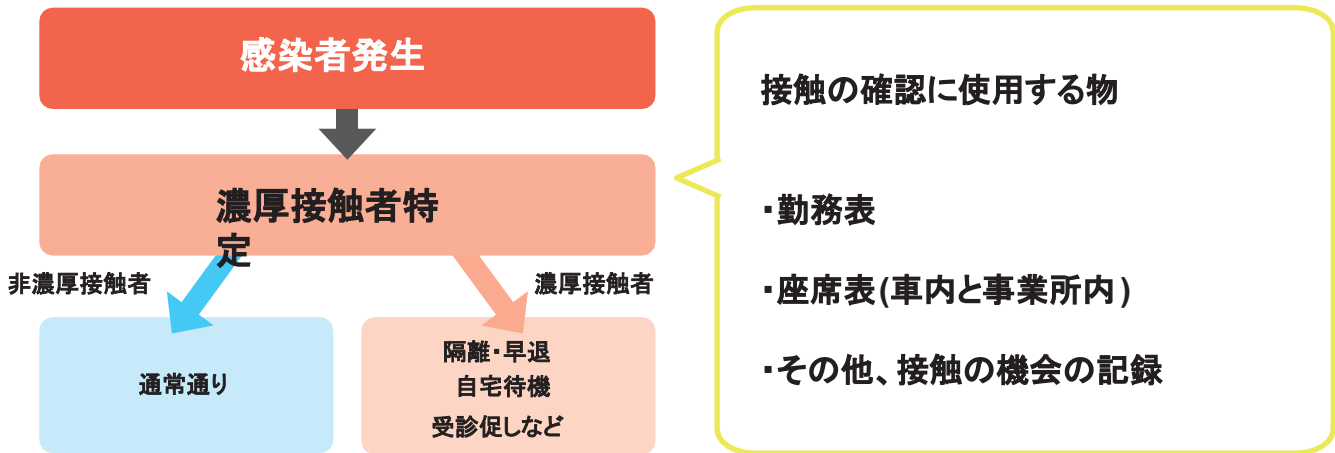 感染者発生
濃厚接触者特
定
非濃厚接触者
濃厚接触者
通常通り
隔離・早退
自宅待機
受診促しなど
接触の確認に使用する物
・勤務表
・座席表(車内と事業所内)
・その他、接触の機会の記録